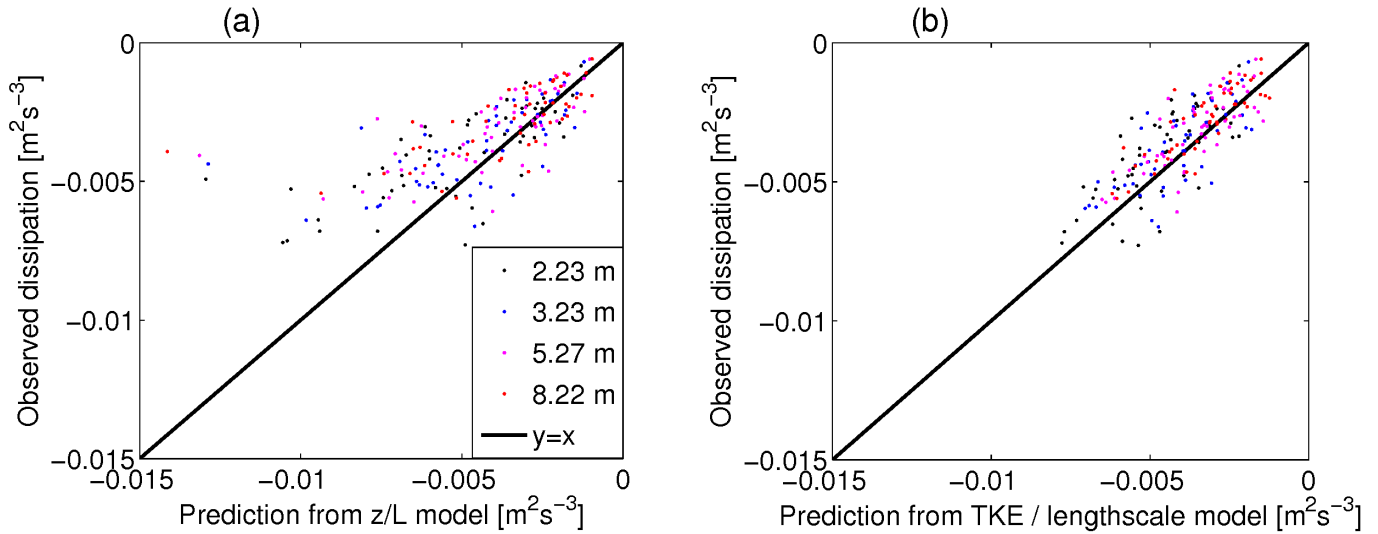 (a)
Observed dissipation [m²s⁻³]
0
−0.005
−0.01
−0.015
−0.015 −0.01 −0.005 0
Prediction from z/L model [m²s⁻³]
2.23 m
3.23 m
5.27 m
8.22 m
y=x
(b)
Observed dissipation [m²s⁻³]
0
−0.005
−0.01
−0.015
−0.015 −0.01 −0.005 0
Prediction from TKE / lengthscale model [m²s⁻³]